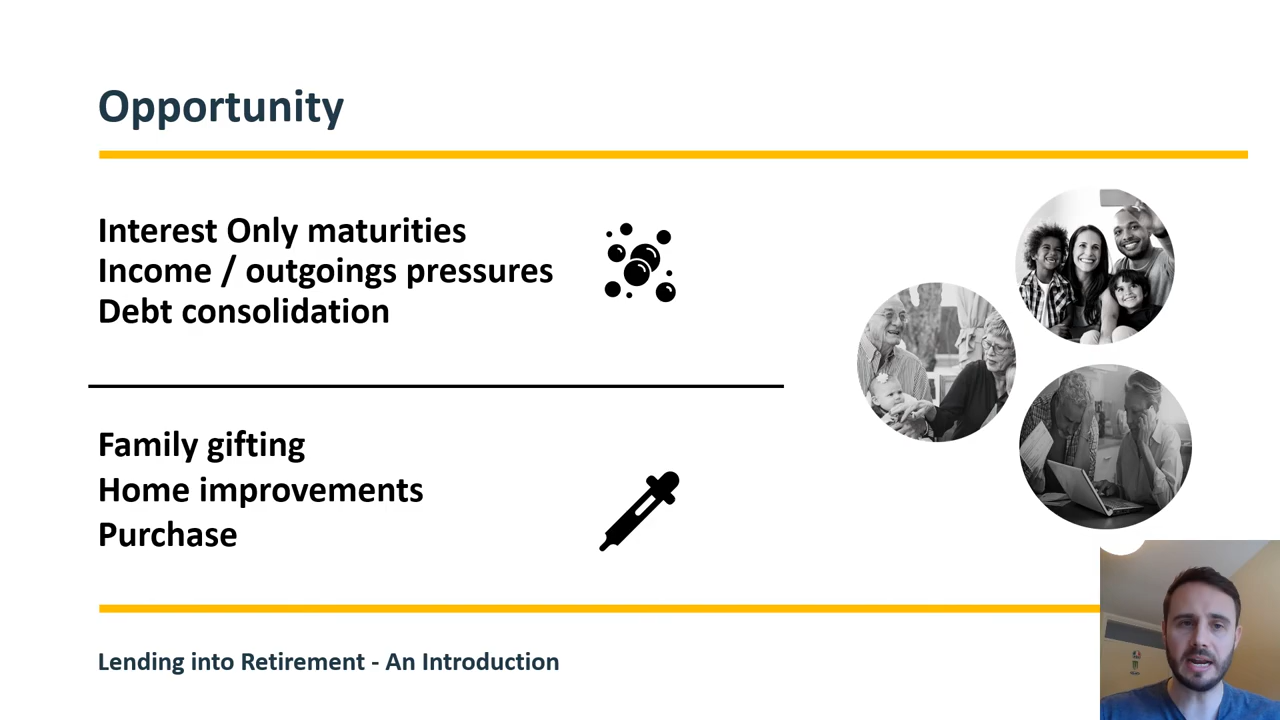 Opportunity
Interest Only maturities
Income / outgoings pressures
Debt consolidation
Family gifting
Home improvements
Purchase
Lending into Retirement - An Introduction